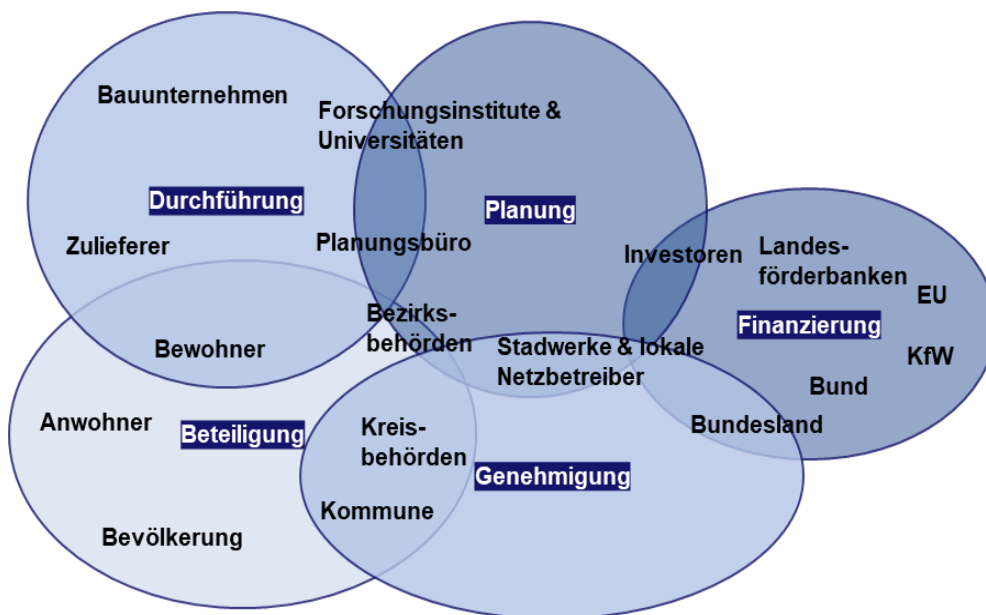 Bauunternehmen
Forschungsinstitute &
Universitäten
Durchführung
Planung
Zulieferer
Planungsbüro
Investoren
Landes-
förderbanken
EU
Finanzierung
Bezirks-
behörden
Bewohner
Stadwerke & lokale
Netzbetreiber
KfW
Bund
Anwohner
Beteiligung
Kreis-
behörden
Bundesland
Genehmigung
Kommune
Bevölkerung